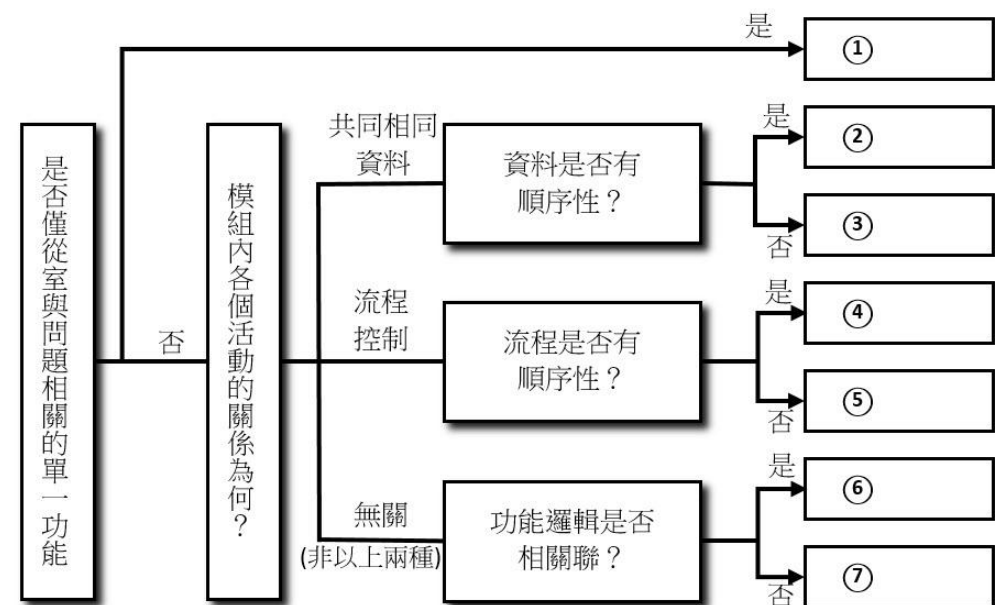 是否僅從室與問題相關的單一功能
是
①
否
模組內各個活動的關係為何？
共同相同
資料
資料是否有
順序性？
是
②
否
③
流程
控制
流程是否有
順序性？
是
④
否
⑤
無關
(非以上兩種)
功能邏輯是否
相關聯？
是
⑥
否
⑦